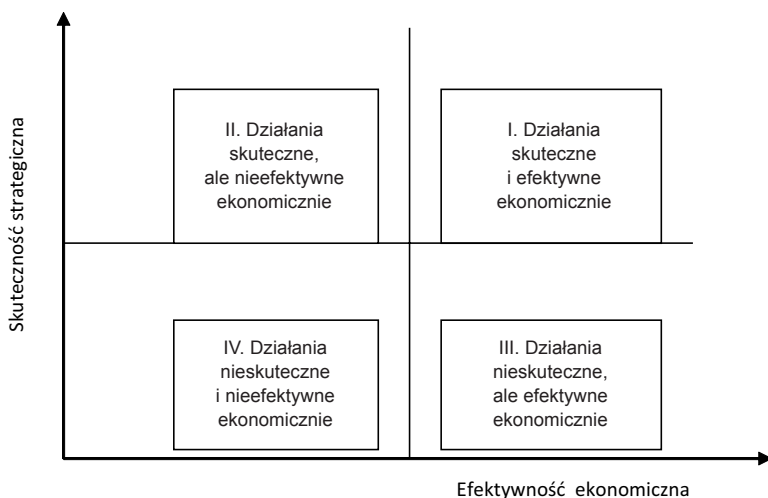 Skuteczność strategiczna
II. Działania
skuteczne,
ale nieefektywne
ekonomicznie
I. Działania
skuteczne
i efektywne
ekonomicznie
IV. Działania
nieskuteczne
i nieefektywne
ekonomicznie
III. Działania
nieskuteczne,
ale efektywne
ekonomicznie
Efektywność ekonomiczna